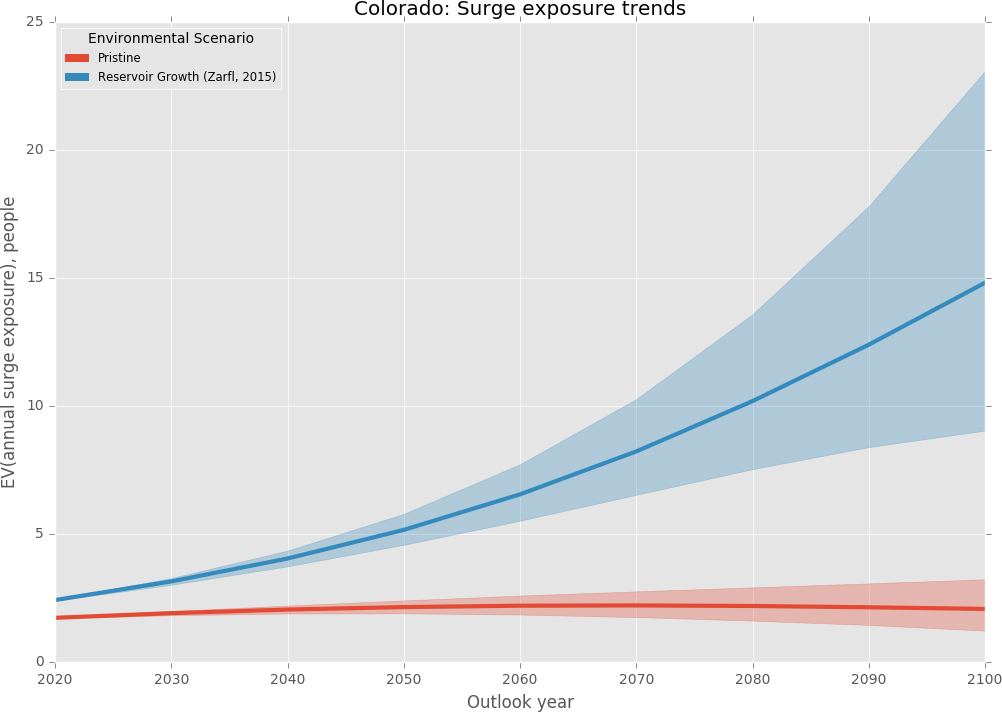 Colorado: Surge exposure trends
Environmental Scenario
Pristine
Reservoir Growth (Zarfl, 2015)
EV(annual surge exposure), people
25
20
15
10
5
0
2020 2030 2040 2050 2060 2070 2080 2090 2100
Outlook year